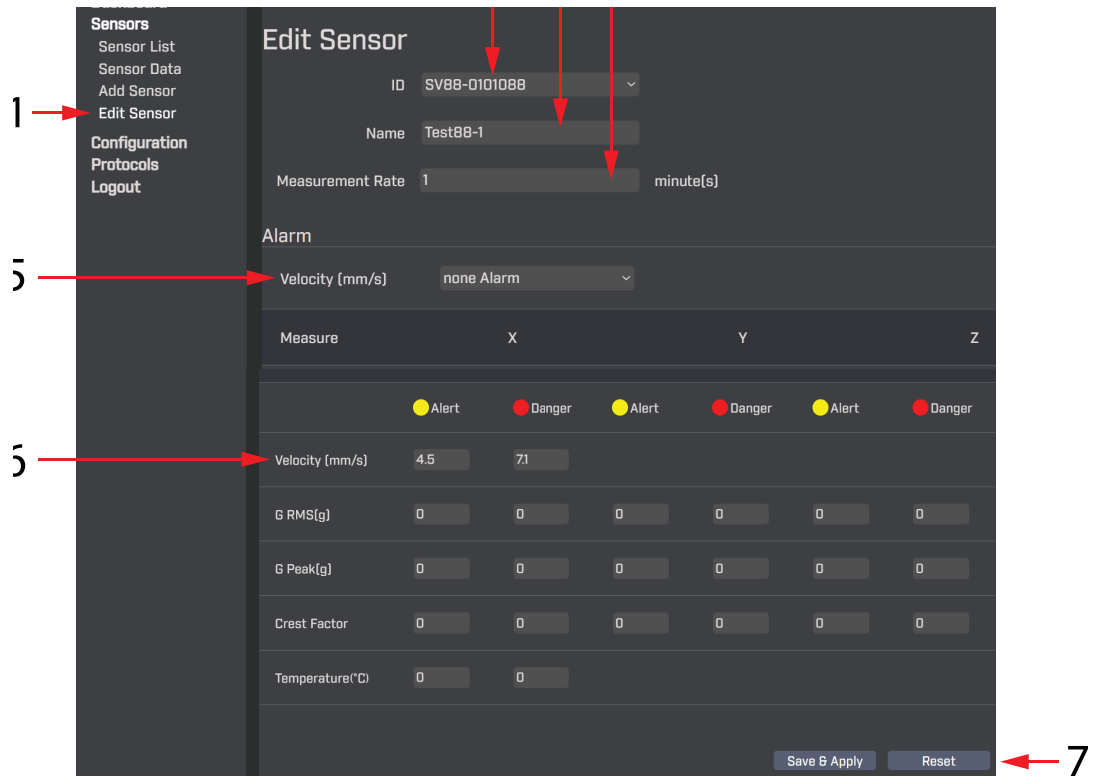 Sensors
Sensor List
Sensor Data
Add Sensor
Edit Sensor
Configuration
Protocols
Logout
1
Edit Sensor
ID SV88-0101088
Name Test88-1
Measurement Rate 1 minute(s)
Alarm
5
Velocity (mm/s) none Alarm
Measure X Y Z
Alert Danger Alert Danger Alert Danger
6
Velocity (mm/s) 4.5 7.1
G RMS(g) 0 0 0 0 0 0
G Peak(g) 0 0 0 0 0 0
Crest Factor 0 0 0 0 0 0
Temperature(°C) 0 0
Save & Apply Reset
7